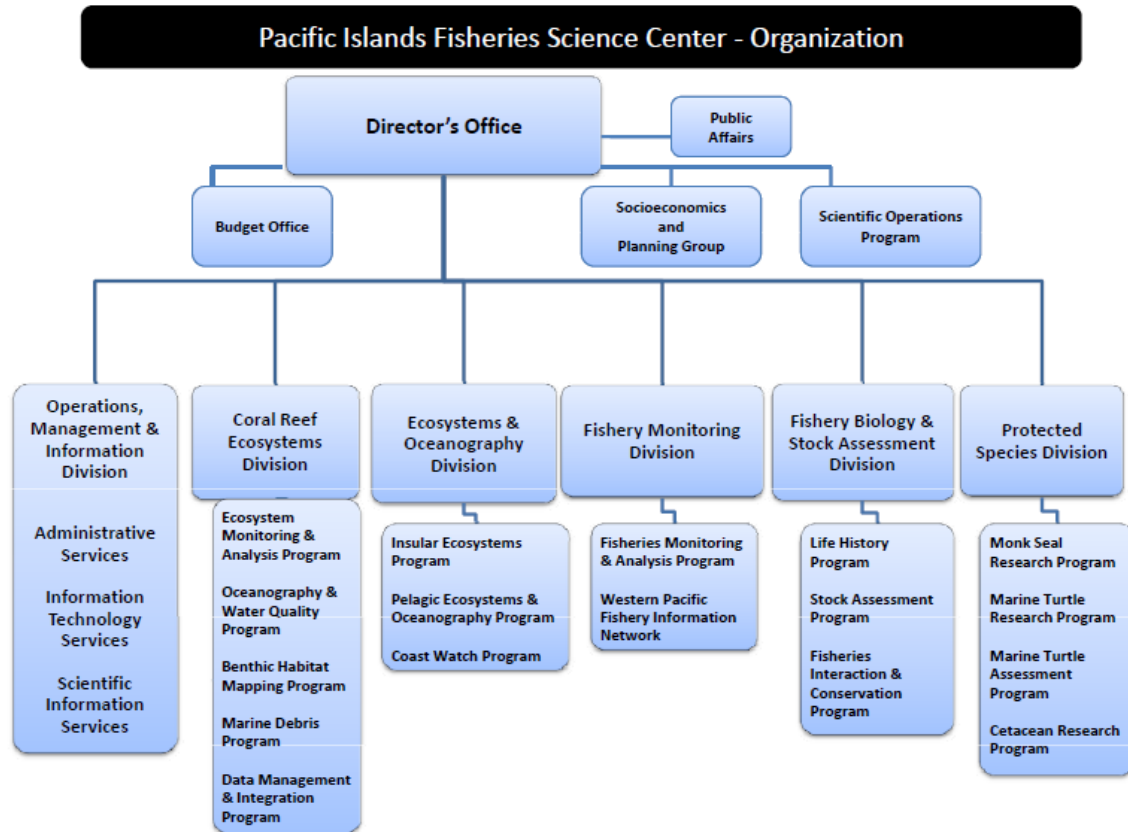 Pacific Islands Fisheries Science Center - Organization
Director's Office
Public
Affairs
Budget Office
Socioeconomics
and
Planning Group
Scientific Operations
Program
Operations,
Management &
Information
Division
Administrative
Services
Information
Technology
Services
Scientific
Information
Services
Coral Reef
Ecosystems
Division
Ecosystem
Monitoring &
Analysis Program
Oceanography &
Water Quality
Program
Benthic Habitat
Mapping Program
Marine Debris
Program
Data Management
& Integration
Program
Ecosystems &
Oceanography
Division
Insular Ecosystems
Program
Pelagic Ecosystems &
Oceanography Program
Coast Watch Program
Fishery Monitoring
Division
Fisheries Monitoring
& Analysis Program
Western Pacific
Fishery Information
Network
Fishery Biology &
Stock Assessment
Division
Life History
Program
Stock Assessment
Program
Fisheries
Interaction &
Conservation
Program
Protected
Species Division
Monk Seal
Research Program
Marine Turtle
Research Program
Marine Turtle
Assessment
Program
Cetacean Research
Program